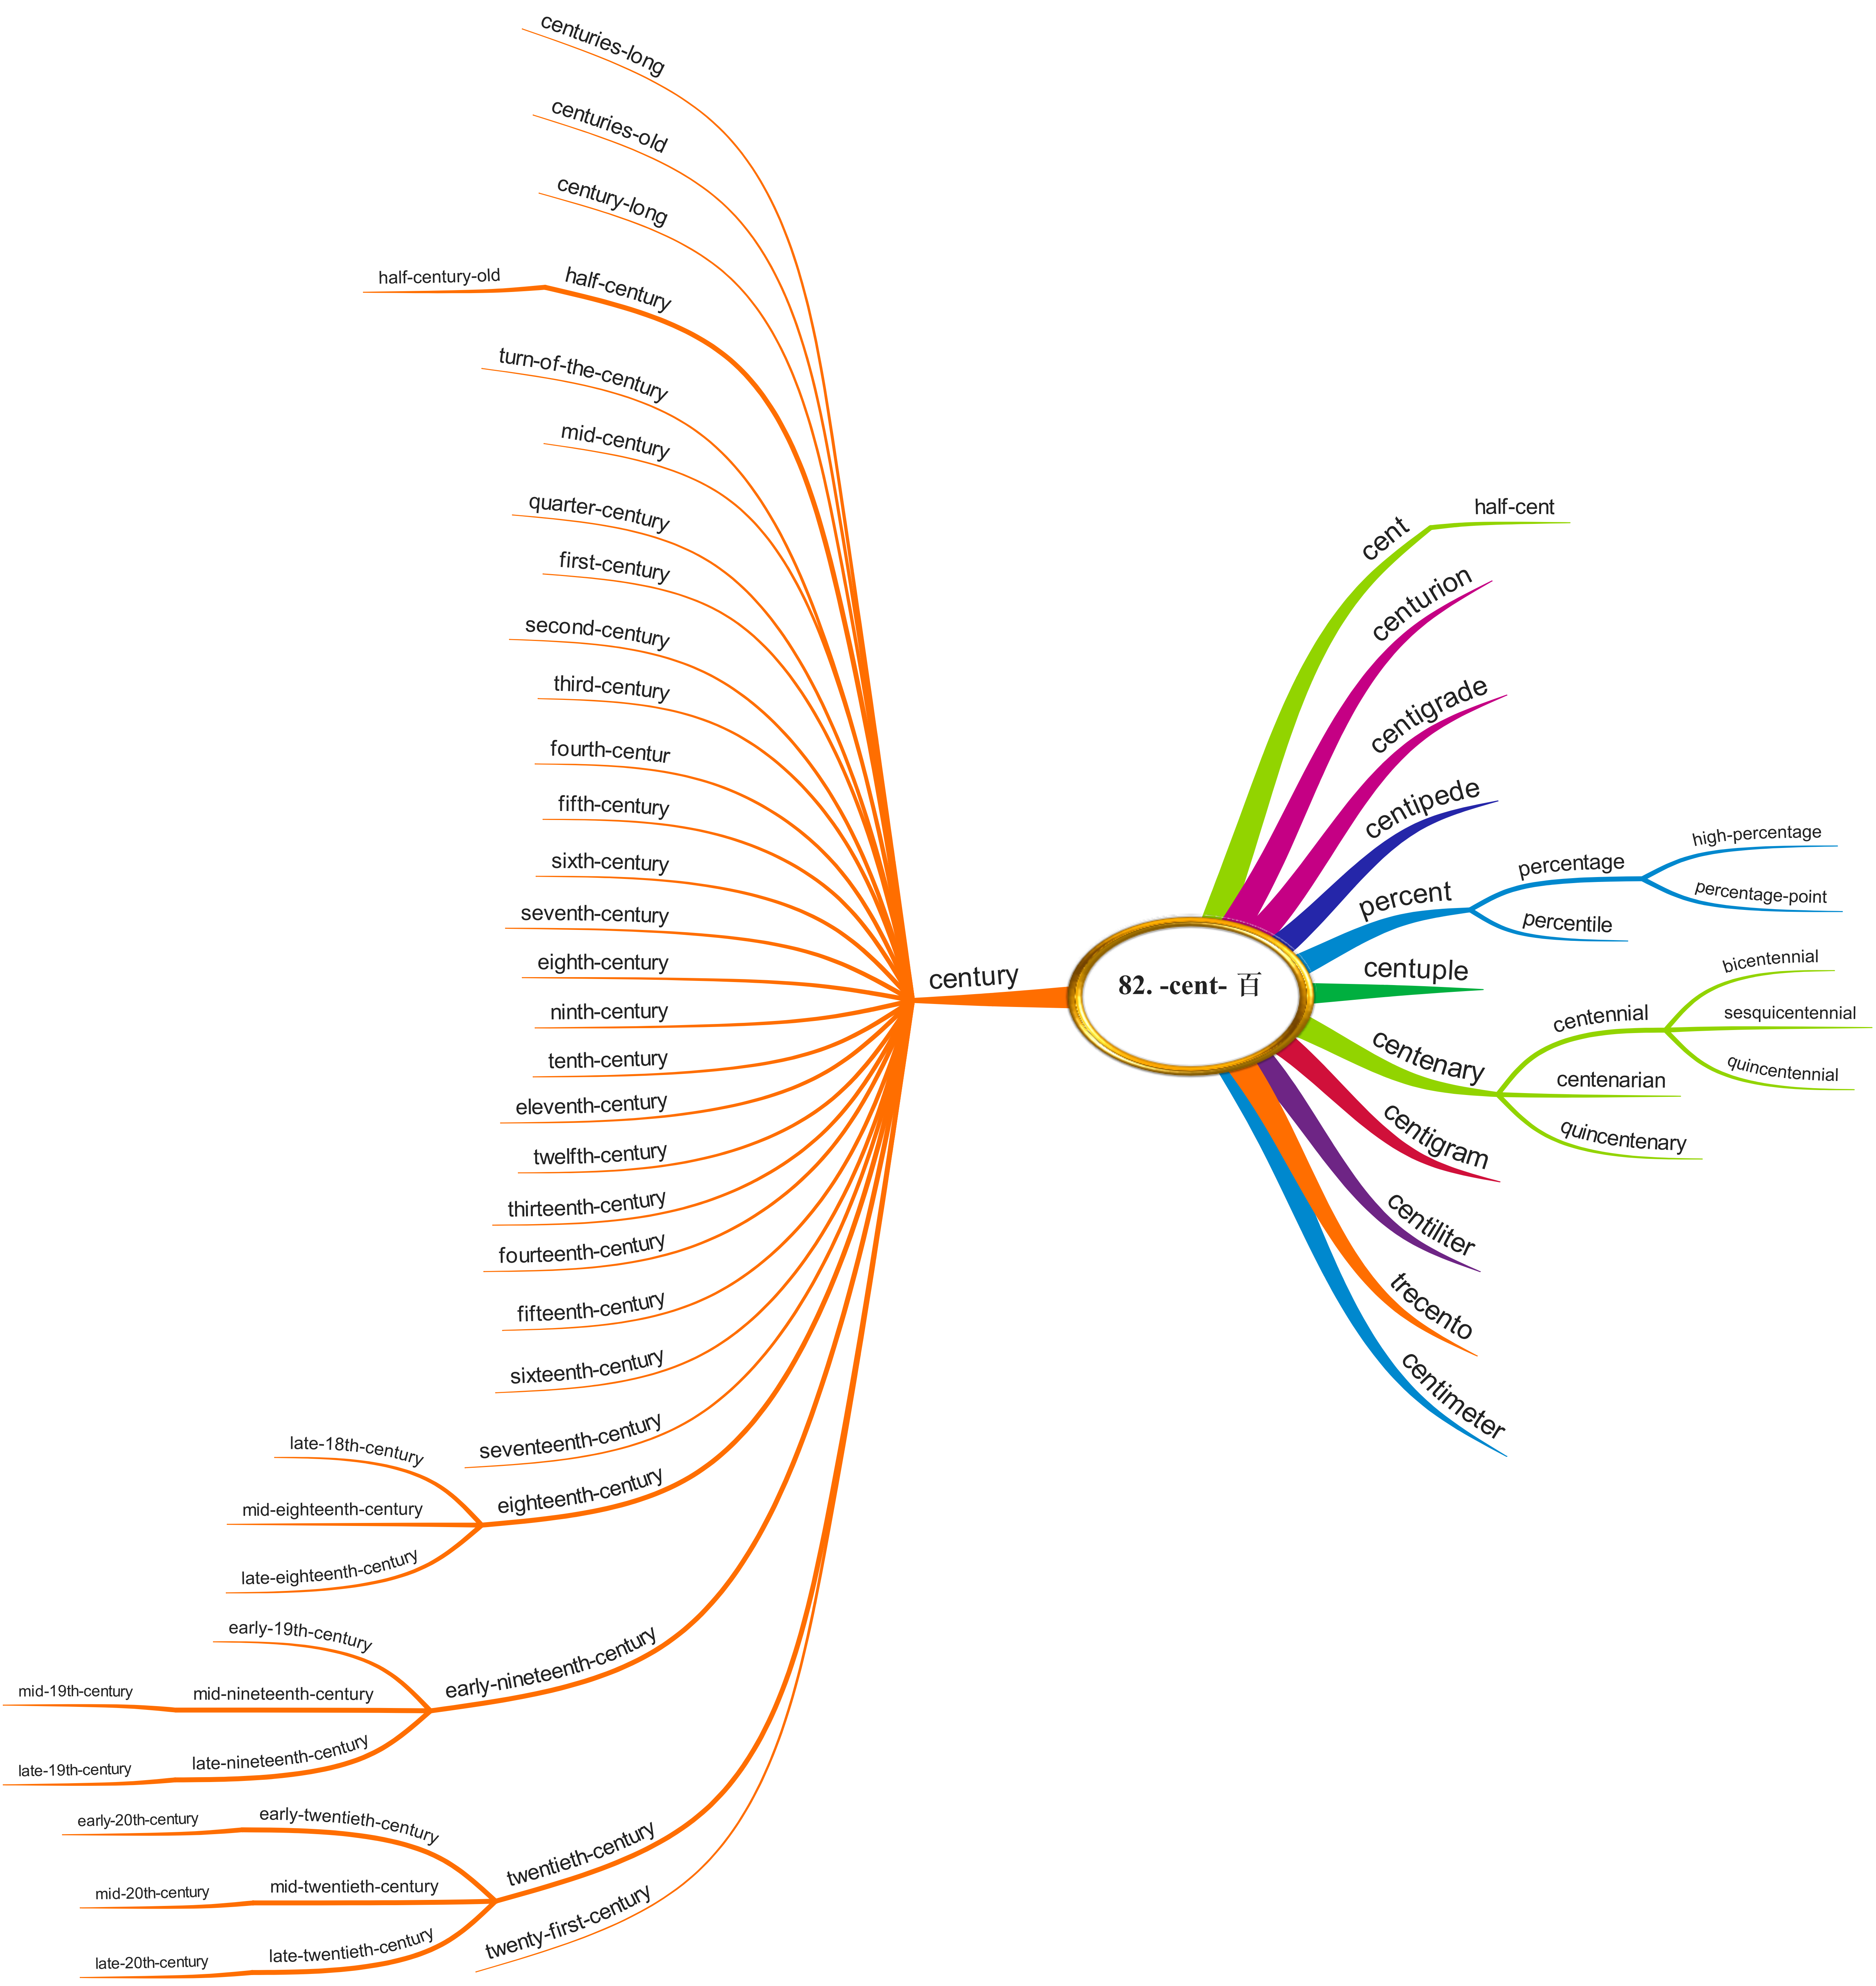 82. -cent- 百
cent
half-cent
centurion
centigrade
centipede
percent
percentage
high-percentage
percentage-point
percentile
centuple
centenary
centennial
bicentennial
sesquicentennial
quincentennial
centenarian
quincentenary
centigram
centiliter
trecento
centimeter
century
centuries-long
centuries-old
century-long
half-century
half-century-old
turn-of-the-century
mid-century
quarter-century
first-century
second-century
third-century
fourth-centur
fifth-century
sixth-century
seventh-century
eighth-century
ninth-century
tenth-century
eleventh-century
twelfth-century
thirteenth-century
fourteenth-century
fifteenth-century
sixteenth-century
seventeenth-century
eighteenth-century
late-18th-century
mid-eighteenth-century
late-eighteenth-century
early-nineteenth-century
early-19th-century
mid-nineteenth-century
mid-19th-century
late-nineteenth-century
late-19th-century
twentieth-century
early-twentieth-century
early-20th-century
mid-twentieth-century
mid-20th-century
late-twentieth-century
late-20th-century
twenty-first-century